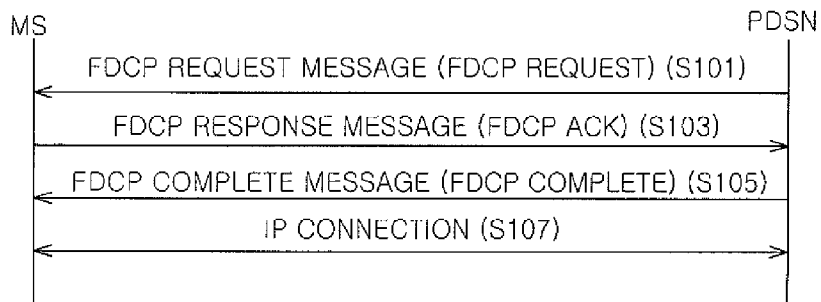 MS
PDSN
FDCP REQUEST MESSAGE (FDCP REQUEST) (S101)
FDCP RESPONSE MESSAGE (FDCP ACK) (S103)
FDCP COMPLETE MESSAGE (FDCP COMPLETE) (S105)
IP CONNECTION (S107)